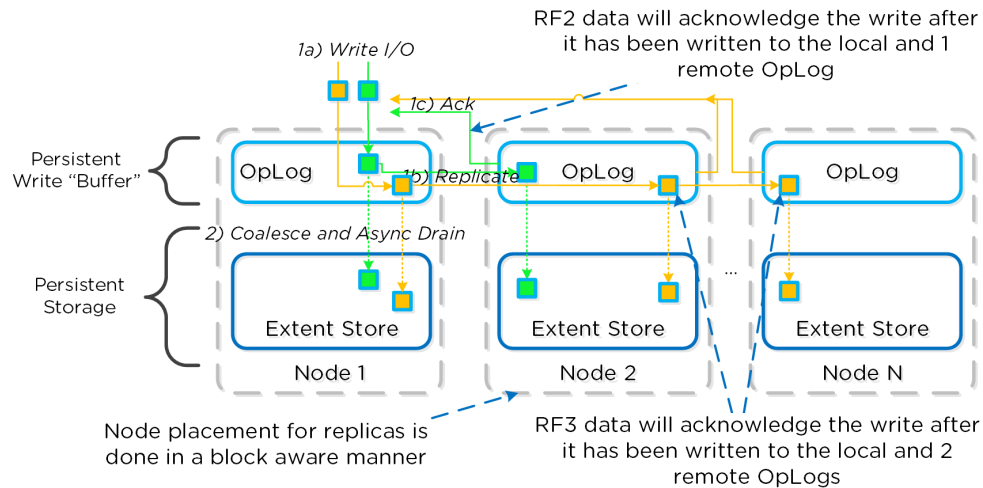 RF2 data will acknowledge the write after
it has been written to the local and 1
remote OpLog
1a) Write I/O
1c) Ack
Persistent
Write “Buffer”
OpLog
OpLog
OpLog
1b) Replicate
2) Coalesce and Async Drain
Persistent
Storage
...
Extent Store
Extent Store
Extent Store
Node 1
Node 2
Node N
Node placement for replicas is
done in a block aware manner
RF3 data will acknowledge the write after
it has been written to the local and 2
remote OpLogs